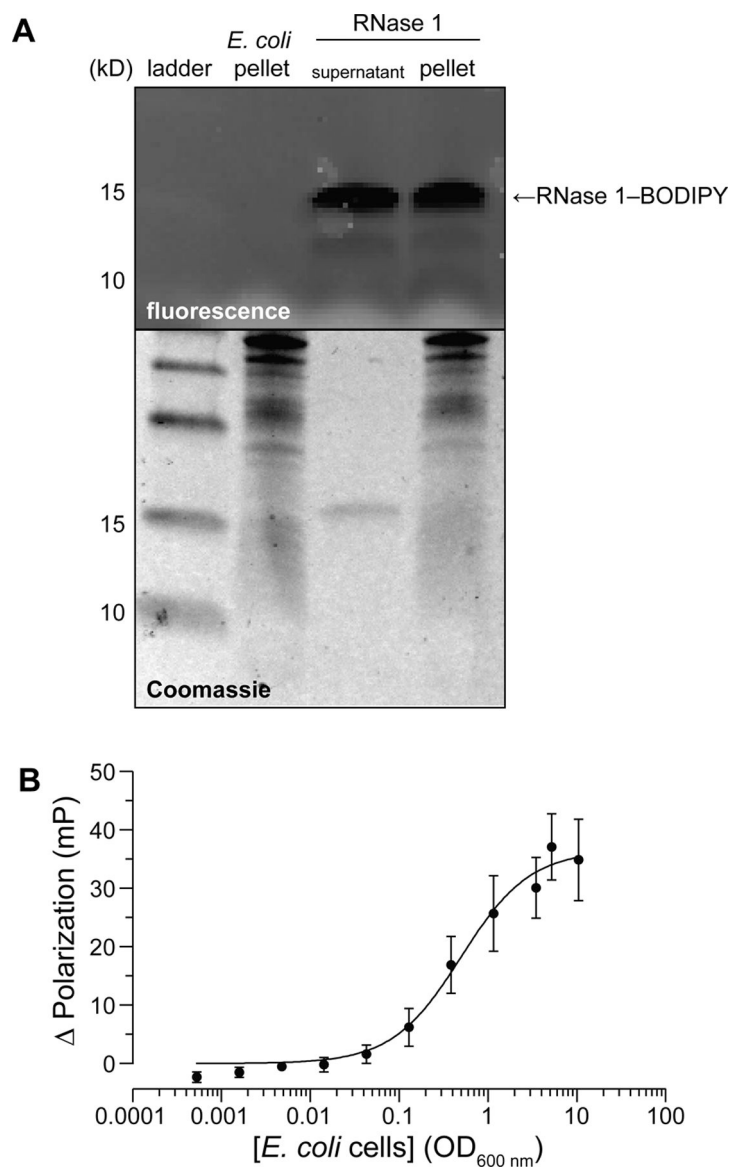 A
RNase 1
E. coli
(kD) ladder pellet supernatant pellet
15
←RNase 1–BODIPY
10
fluorescence
15
10
Coomassie
B
50
40
30
20
10
0
Δ Polarization (mP)
0.0001 0.001 0.01 0.1 1 10 100
[E. coli cells] (OD600 nm)